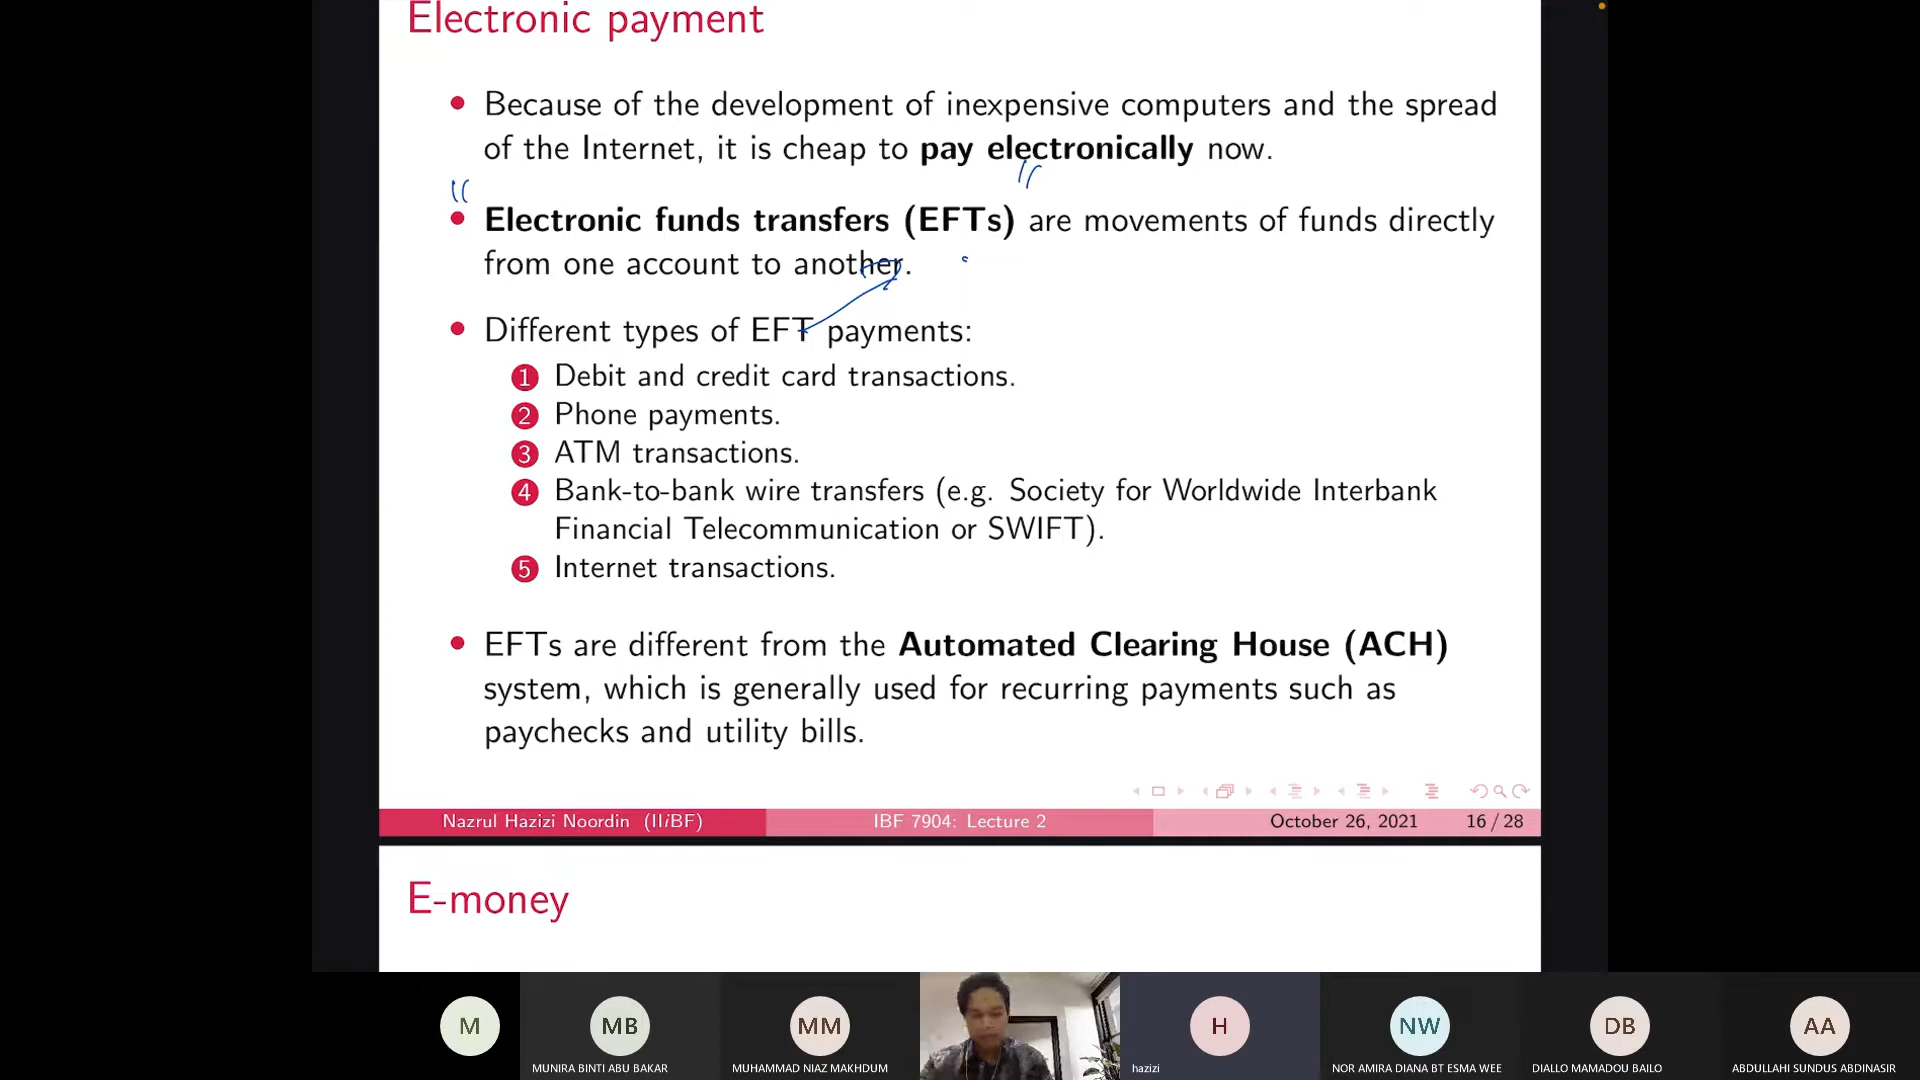 Electronic payment
Because of the development of inexpensive computers and the spread
of the Internet, it is cheap to pay electronically now.
Electronic funds transfers (EFTs) are movements of funds directly
from one account to another.
Different types of EFT payments:
1 Debit and credit card transactions.
2 Phone payments.
3 ATM transactions.
4 Bank-to-bank wire transfers (e.g. Society for Worldwide Interbank
Financial Telecommunication or SWIFT).
5 Internet transactions.
EFTs are different from the Automated Clearing House (ACH)
system, which is generally used for recurring payments such as
paychecks and utility bills.
Nazrul Hazizi Noordin (IIiBF) IBF 7904: Lecture 2 October 26, 2021 16 / 28
E-money
M MB MM H NW DB AA
MUNIRA BINTI ABU BAKAR MUHAMMAD NIAZ MAKHDUM hazizi NOR AMIRA DIANA BT ESMA WEE DIALLO MAMADOU BAILO ABDULLAHI SUNDUS ABDINASIR